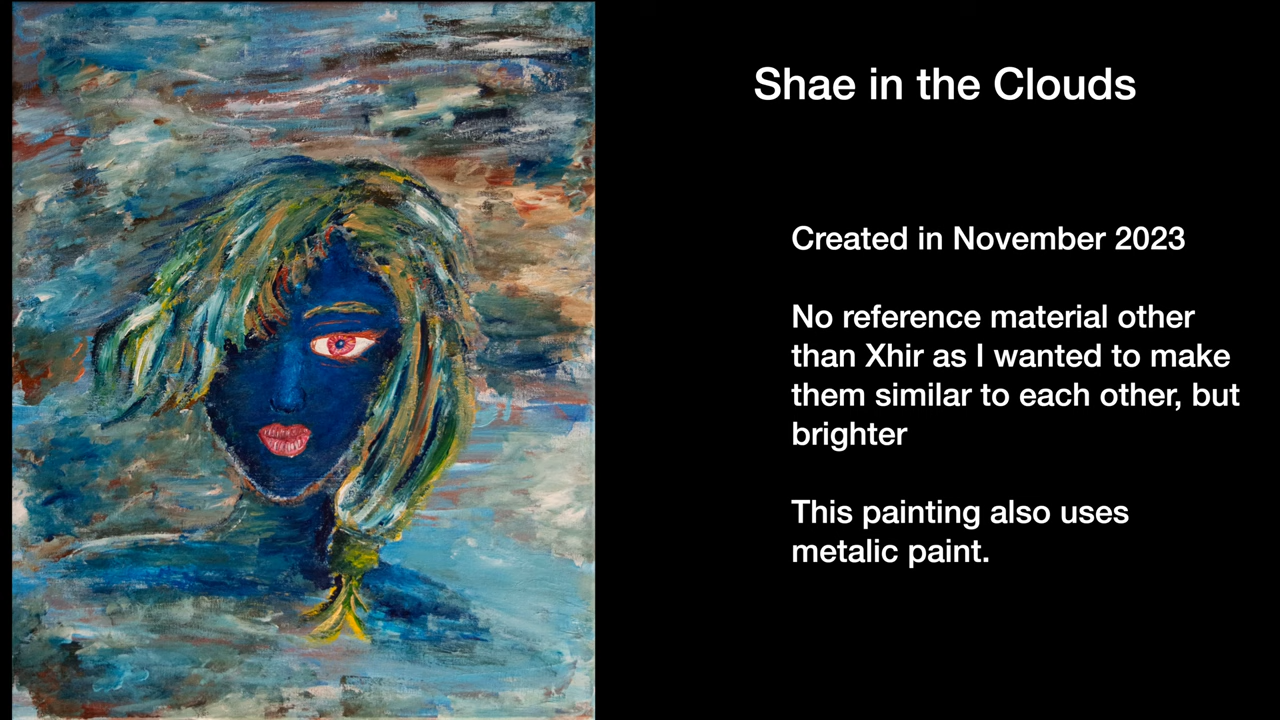 Shae in the Clouds
Created in November 2023
No reference material other
than Xhir as I wanted to make
them similar to each other, but
brighter
This painting also uses
metalic paint.